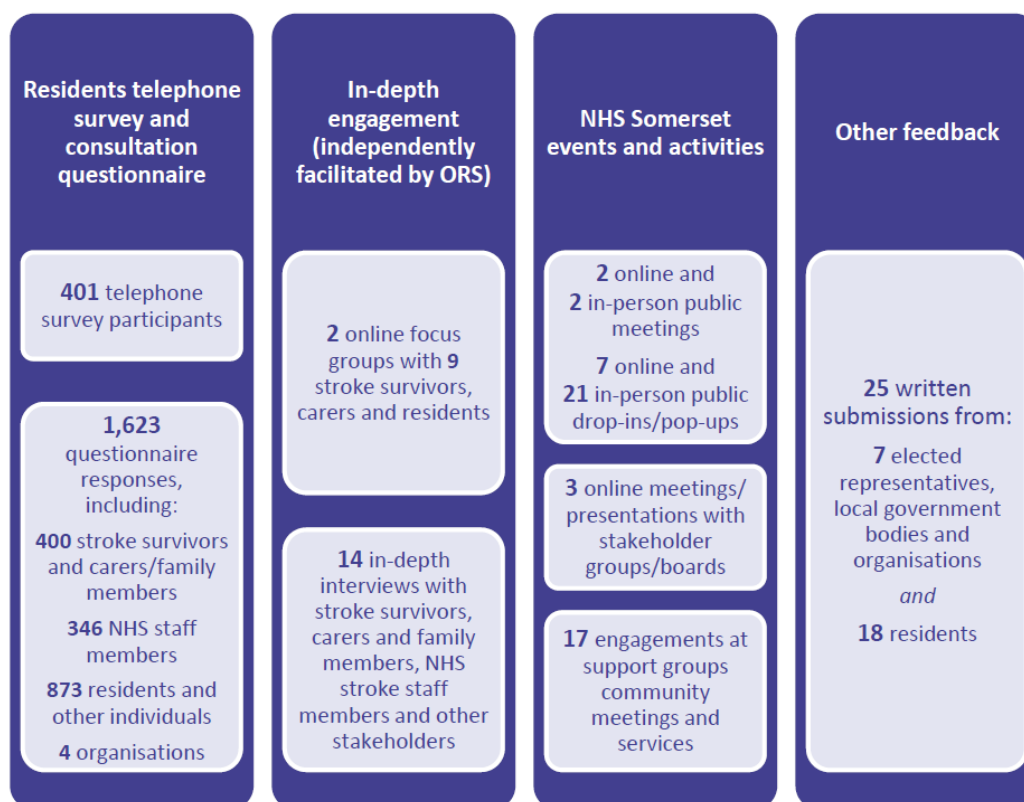 Residents telephone
survey and
consultation
questionnaire
401 telephone
survey participants
1,623
questionnaire
responses,
including:
400 stroke survivors
and carers/family
members
346 NHS staff
members
873 residents and
other individuals
4 organisations
In-depth
engagement
(independently
facilitated by ORS)
2 online focus
groups with 9
stroke survivors,
carers and residents
14 in-depth
interviews with
stroke survivors,
carers and family
members, NHS
stroke staff
members and other
stakeholders
NHS Somerset
events and activities
2 online and
2 in-person public
meetings
7 online and
21 in-person public
drop-ins/pop-ups
3 online meetings/
presentations with
stakeholder
groups/boards
17 engagements at
support groups
community
meetings and
services
Other feedback
25 written
submissions from:
7 elected
representatives,
local government
bodies and
organisations
and
18 residents